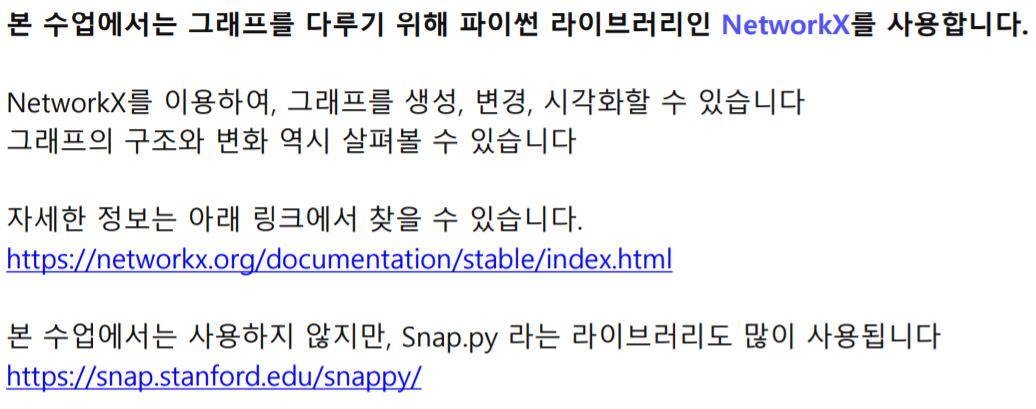 본 수업에서는 그래프를 다루기 위해 파이썬 라이브러리인 NetworkX를 사용합니다.
NetworkX를 이용하여, 그래프를 생성, 변경, 시각화할 수 있습니다
그래프의 구조와 변화 역시 살펴볼 수 있습니다
자세한 정보는 아래 링크에서 찾을 수 있습니다.
https://networkx.org/documentation/stable/index.html
본 수업에서는 사용하지 않지만, Snap.py 라는 라이브러리도 많이 사용됩니다
https://snap.stanford.edu/snappy/